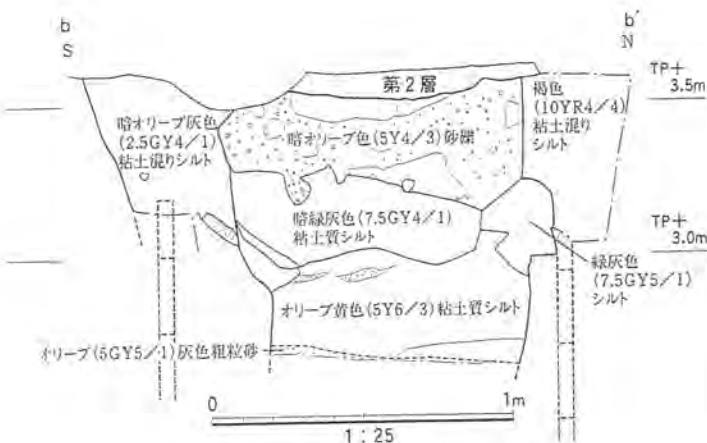 b
S
b′
N
TP+
3.5m
第2層
褐色
(10YR4/4)
粘土混り
シルト
暗オリーブ灰色
(2.5GY4/1)
粘土混りシルト
暗オリーブ色(5Y4/3)砂礫
暗緑灰色(7.5GY4/1)
粘土質シルト
TP+
3.0m
緑灰色
(7.5GY5/1)
シルト
オリーブ黄色(5Y6/3)粘土質シルト
オリーブ(5GY5/1)灰色粗粒砂
0
1m
1:25